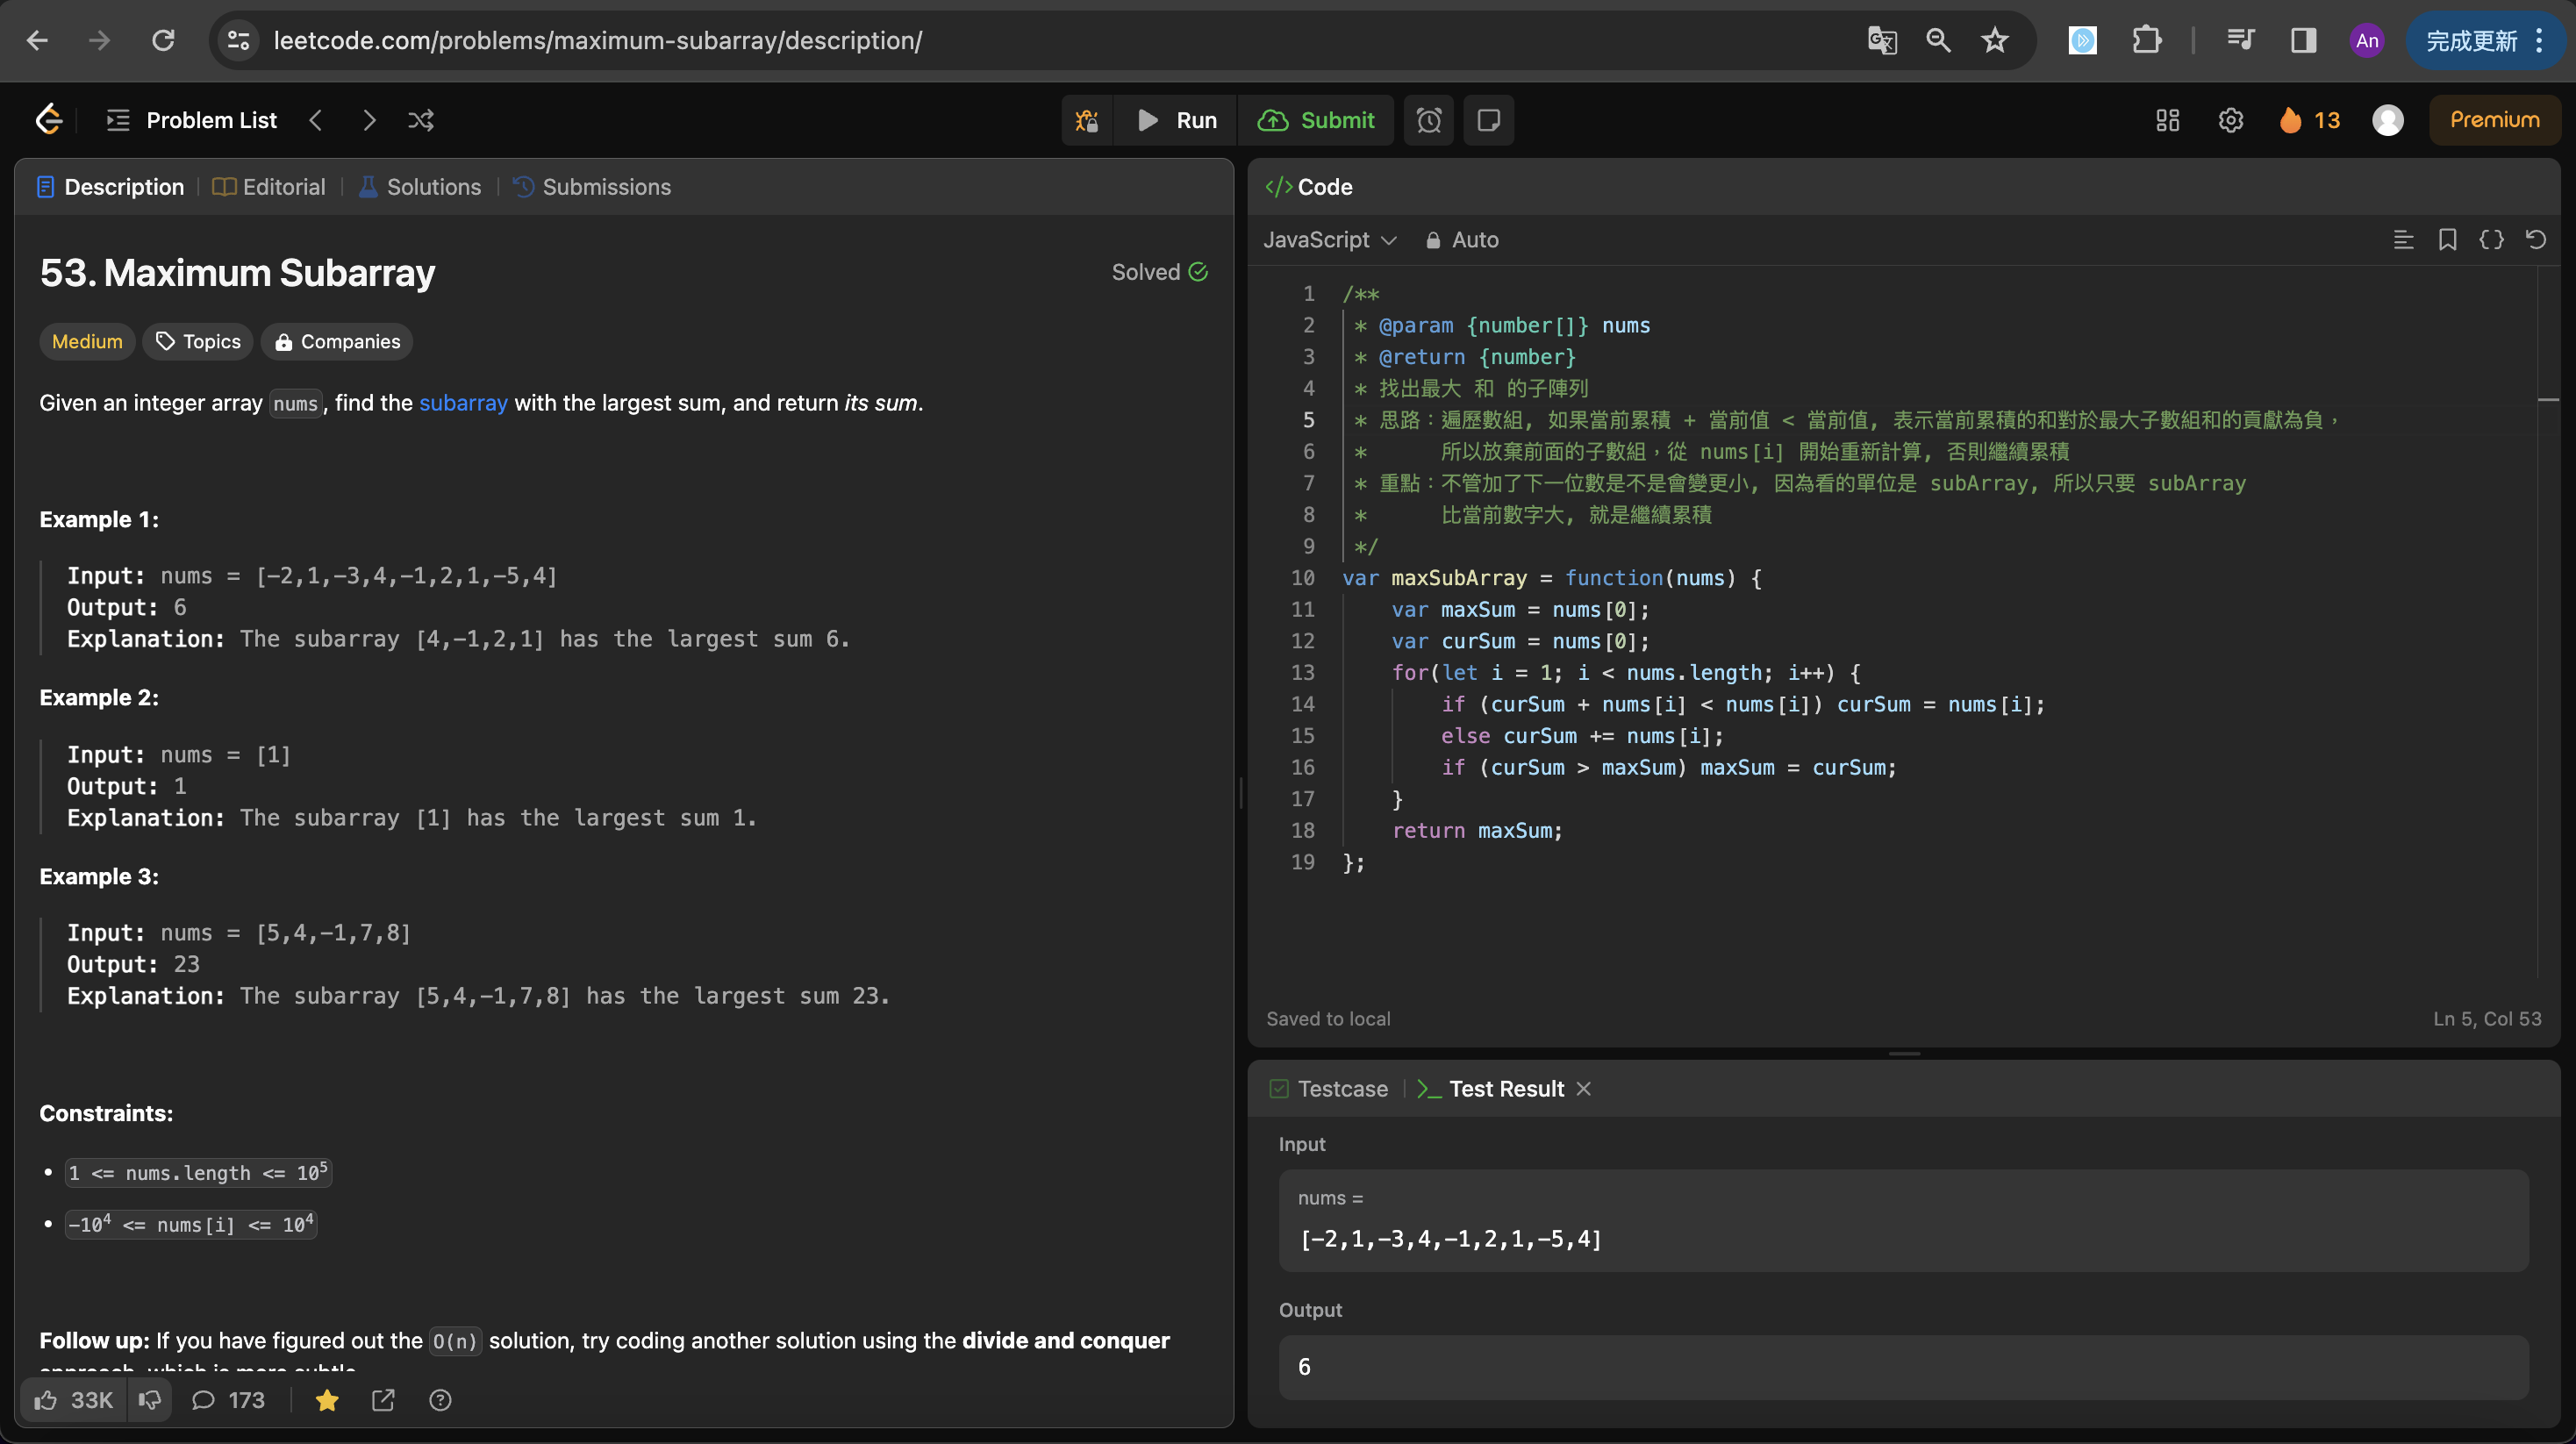 leetcode.com/problems/maximum-subarray/description/
An
完成更新
Problem List
Run
Submit
13
Premium
Description
Editorial
Solutions
Submissions
53. Maximum Subarray
Solved
Medium
Topics
Companies
Given an integer array nums, find the subarray with the largest sum, and return its sum.
Example 1:
Input: nums = [-2,1,-3,4,-1,2,1,-5,4]
Output: 6
Explanation: The subarray [4,-1,2,1] has the largest sum 6.
Example 2:
Input: nums = [1]
Output: 1
Explanation: The subarray [1] has the largest sum 1.
Example 3:
Input: nums = [5,4,-1,7,8]
Output: 23
Explanation: The subarray [5,4,-1,7,8] has the largest sum 23.
Constraints:
• 1 <= nums.length <= 10^5
• -10^4 <= nums[i] <= 10^4
Follow up: If you have figured out the O(n) solution, try coding another solution using the divide and conquer
approach, which is more subtle.
33K
173
</> Code
JavaScript
Auto
1 /**
2 * @param {number[]} nums
3 * @return {number}
4 * 找出最大 和 的子陣列
5 * 思路：遍歷數組, 如果當前累積 + 當前值 < 當前值, 表示當前累積的和對於最大子數組和的貢獻為負，
6 * 所以放棄前面的子數組，從 nums[i] 開始重新計算, 否則繼續累積
7 * 重點：不管加了下一位數是不是會變更小, 因為看的單位是 subArray, 所以只要 subArray
8 * 比當前數字大, 就是繼續累積
9 */
10 var maxSubArray = function(nums) {
11 var maxSum = nums[0];
12 var curSum = nums[0];
13 for(let i = 1; i < nums.length; i++) {
14 if (curSum + nums[i] < nums[i]) curSum = nums[i];
15 else curSum += nums[i];
16 if (curSum > maxSum) maxSum = curSum;
17 }
18 return maxSum;
19 };
Saved to local
Ln 5, Col 53
Testcase
Test Result
Input
nums =
[-2,1,-3,4,-1,2,1,-5,4]
Output
6